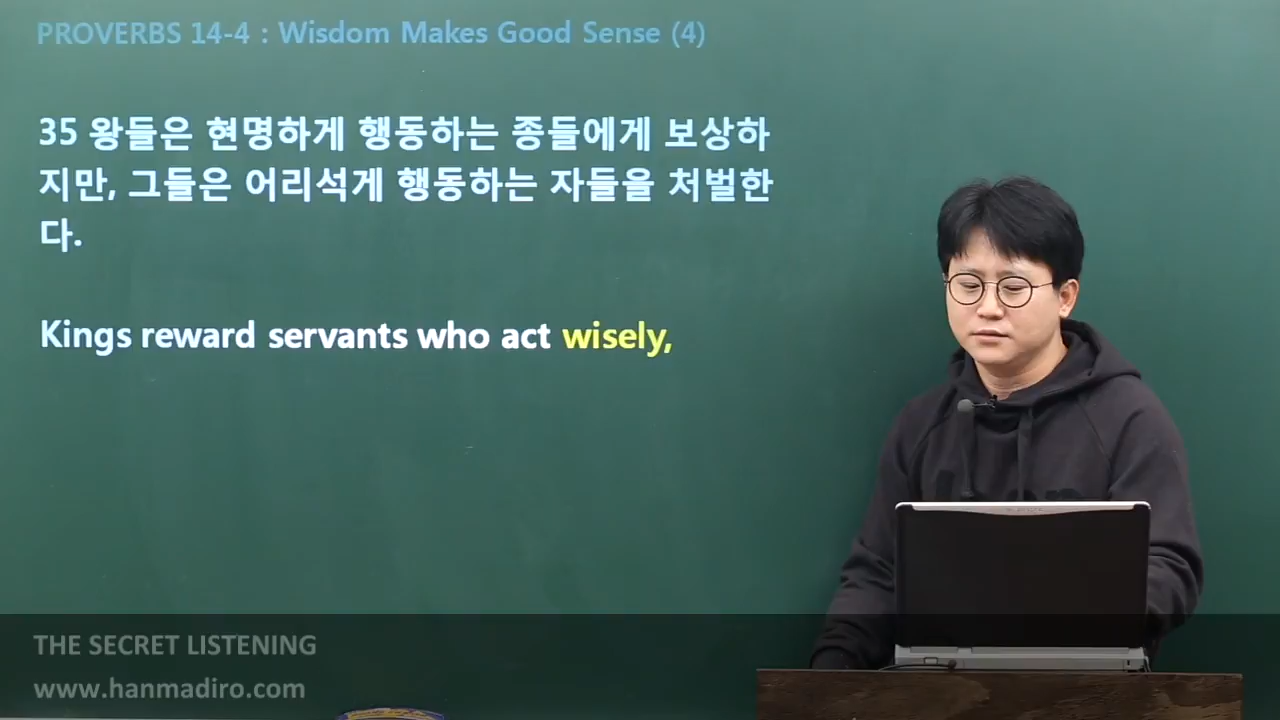 PROVERBS 14-4 : Wisdom Makes Good Sense (4)
35 왕들은 현명하게 행동하는 종들에게 보상하
지만, 그들은 어리석게 행동하는 자들을 처벌한
다.
Kings reward servants who act wisely,
THE SECRET LISTENING
www.hanmadiro.com